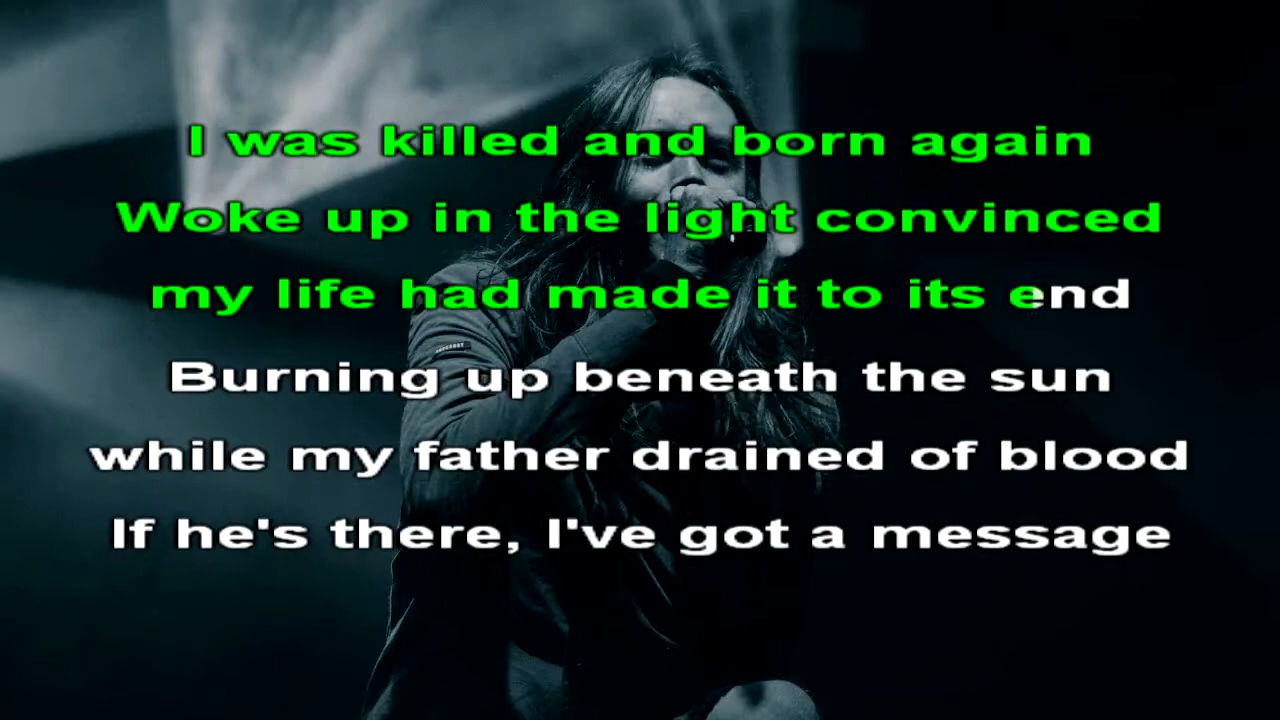 I was killed and born again
Woke up in the light convinced
my life had made it to its end
Burning up beneath the sun
while my father drained of blood
If he's there, I've got a message